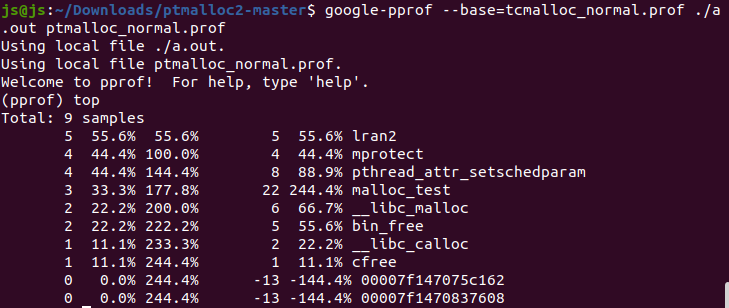 js@js:~/Downloads/ptmalloc2-master$ google-pprof --base=tcmalloc_normal.prof ./a
.out ptmalloc_normal.prof
Using local file ./a.out.
Using local file ptmalloc_normal.prof.
Welcome to pprof!  For help, type 'help'.
(pprof) top
Total: 9 samples
       5  55.6%  55.6%        5  55.6% lran2
       4  44.4% 100.0%        4  44.4% mprotect
       4  44.4% 144.4%        8  88.9% pthread_attr_setschedparam
       3  33.3% 177.8%       22 244.4% malloc_test
       2  22.2% 200.0%        6  66.7% __libc_malloc
       2  22.2% 222.2%        5  55.6% bin_free
       1  11.1% 233.3%        2  22.2% __libc_calloc
       1  11.1% 244.4%        1  11.1% cfree
       0   0.0% 244.4%      -13 -144.4% 00007f147075c162
       0   0.0% 244.4%      -13 -144.4% 00007f1470837608